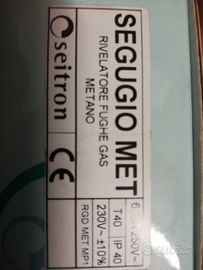 seitron
CE
SEGUGIO MET
RIVELATORE FUGHE GAS
METANO
250V~
T40 IP 40
230V~ ±10%
RGD MET MP1